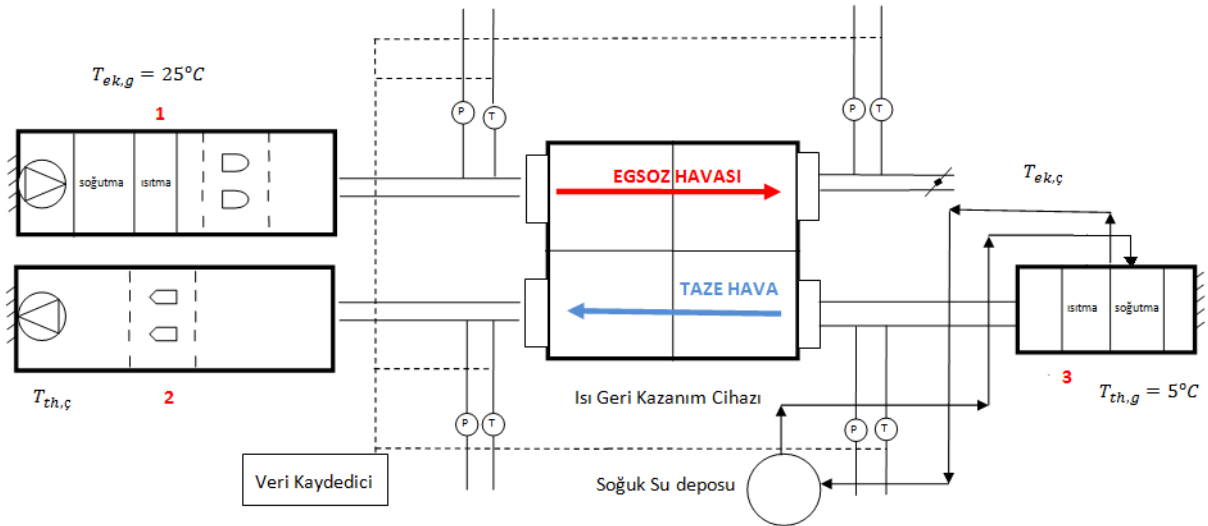 T_{ek,g} = 25°C
1
soğutma
ısıtma
P
T
P
T
EGSOZ HAVASI
T_{ek,ç}
TAZE HAVA
ısıtma
soğutma
T_{th,ç}
2
Isı Geri Kazanım Cihazı
3
T_{th,g} = 5°C
P
T
P
T
Veri Kaydedici
Soğuk Su deposu